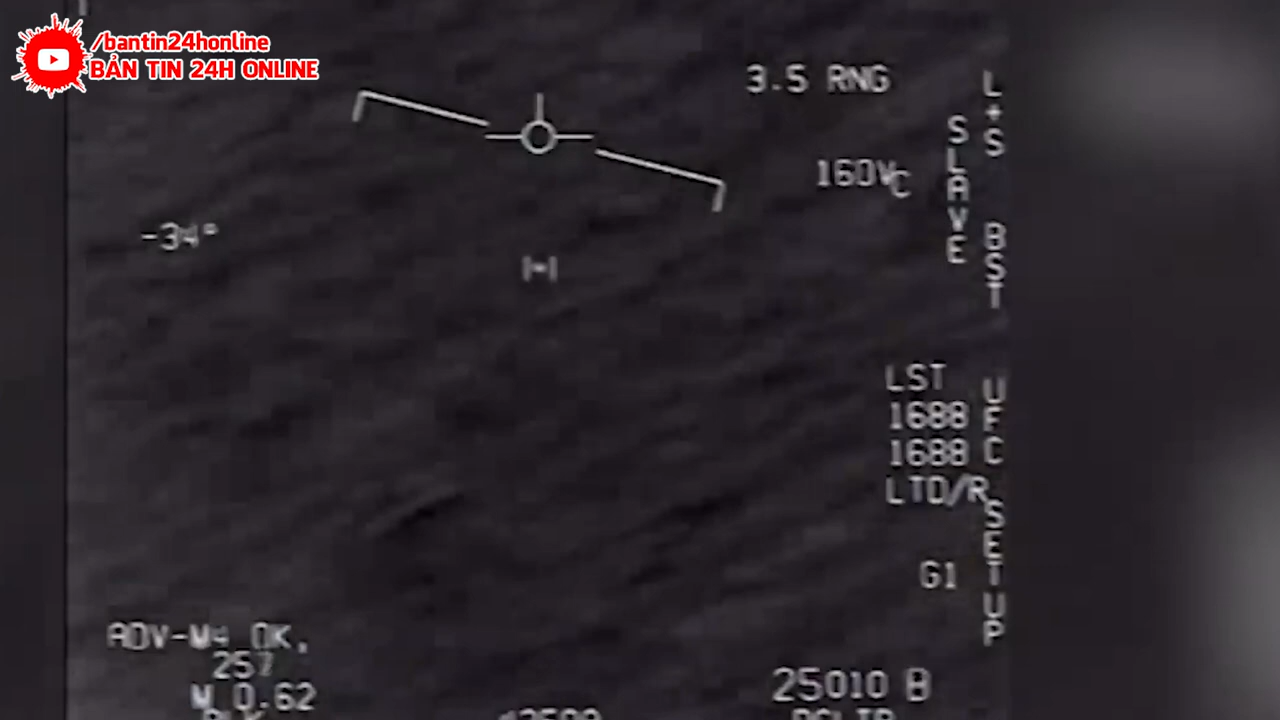 /bantin24honline
BẢN TIN 24H ONLINE
3.5 RNG
160VC
-34°
L+S BST
SLAVE
LST
1688
1688
LTD/R
UFC
SETUP
G1
ADV-M4 OK,
257
M 0.62
25010 B